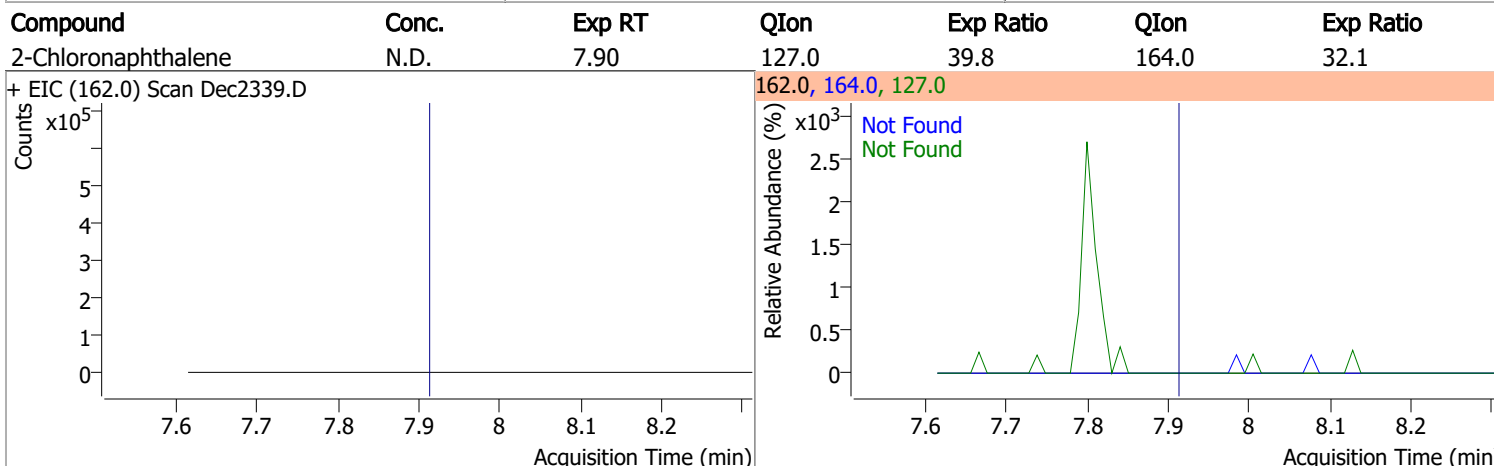 Compound Conc. Exp RT QIon Exp Ratio QIon Exp Ratio
2-Chloronaphthalene N.D. 7.90 127.0 39.8 164.0 32.1
+ EIC (162.0) Scan Dec2339.D
Counts
x10^5
5
4
3
2
1
0
7.6 7.7 7.8 7.9 8 8.1 8.2
Acquisition Time (min)
162.0, 164.0, 127.0
Relative Abundance (%)
x10^3
Not Found
Not Found
2.5
2
1.5
1
0.5
0
7.6 7.7 7.8 7.9 8 8.1 8.2
Acquisition Time (min)